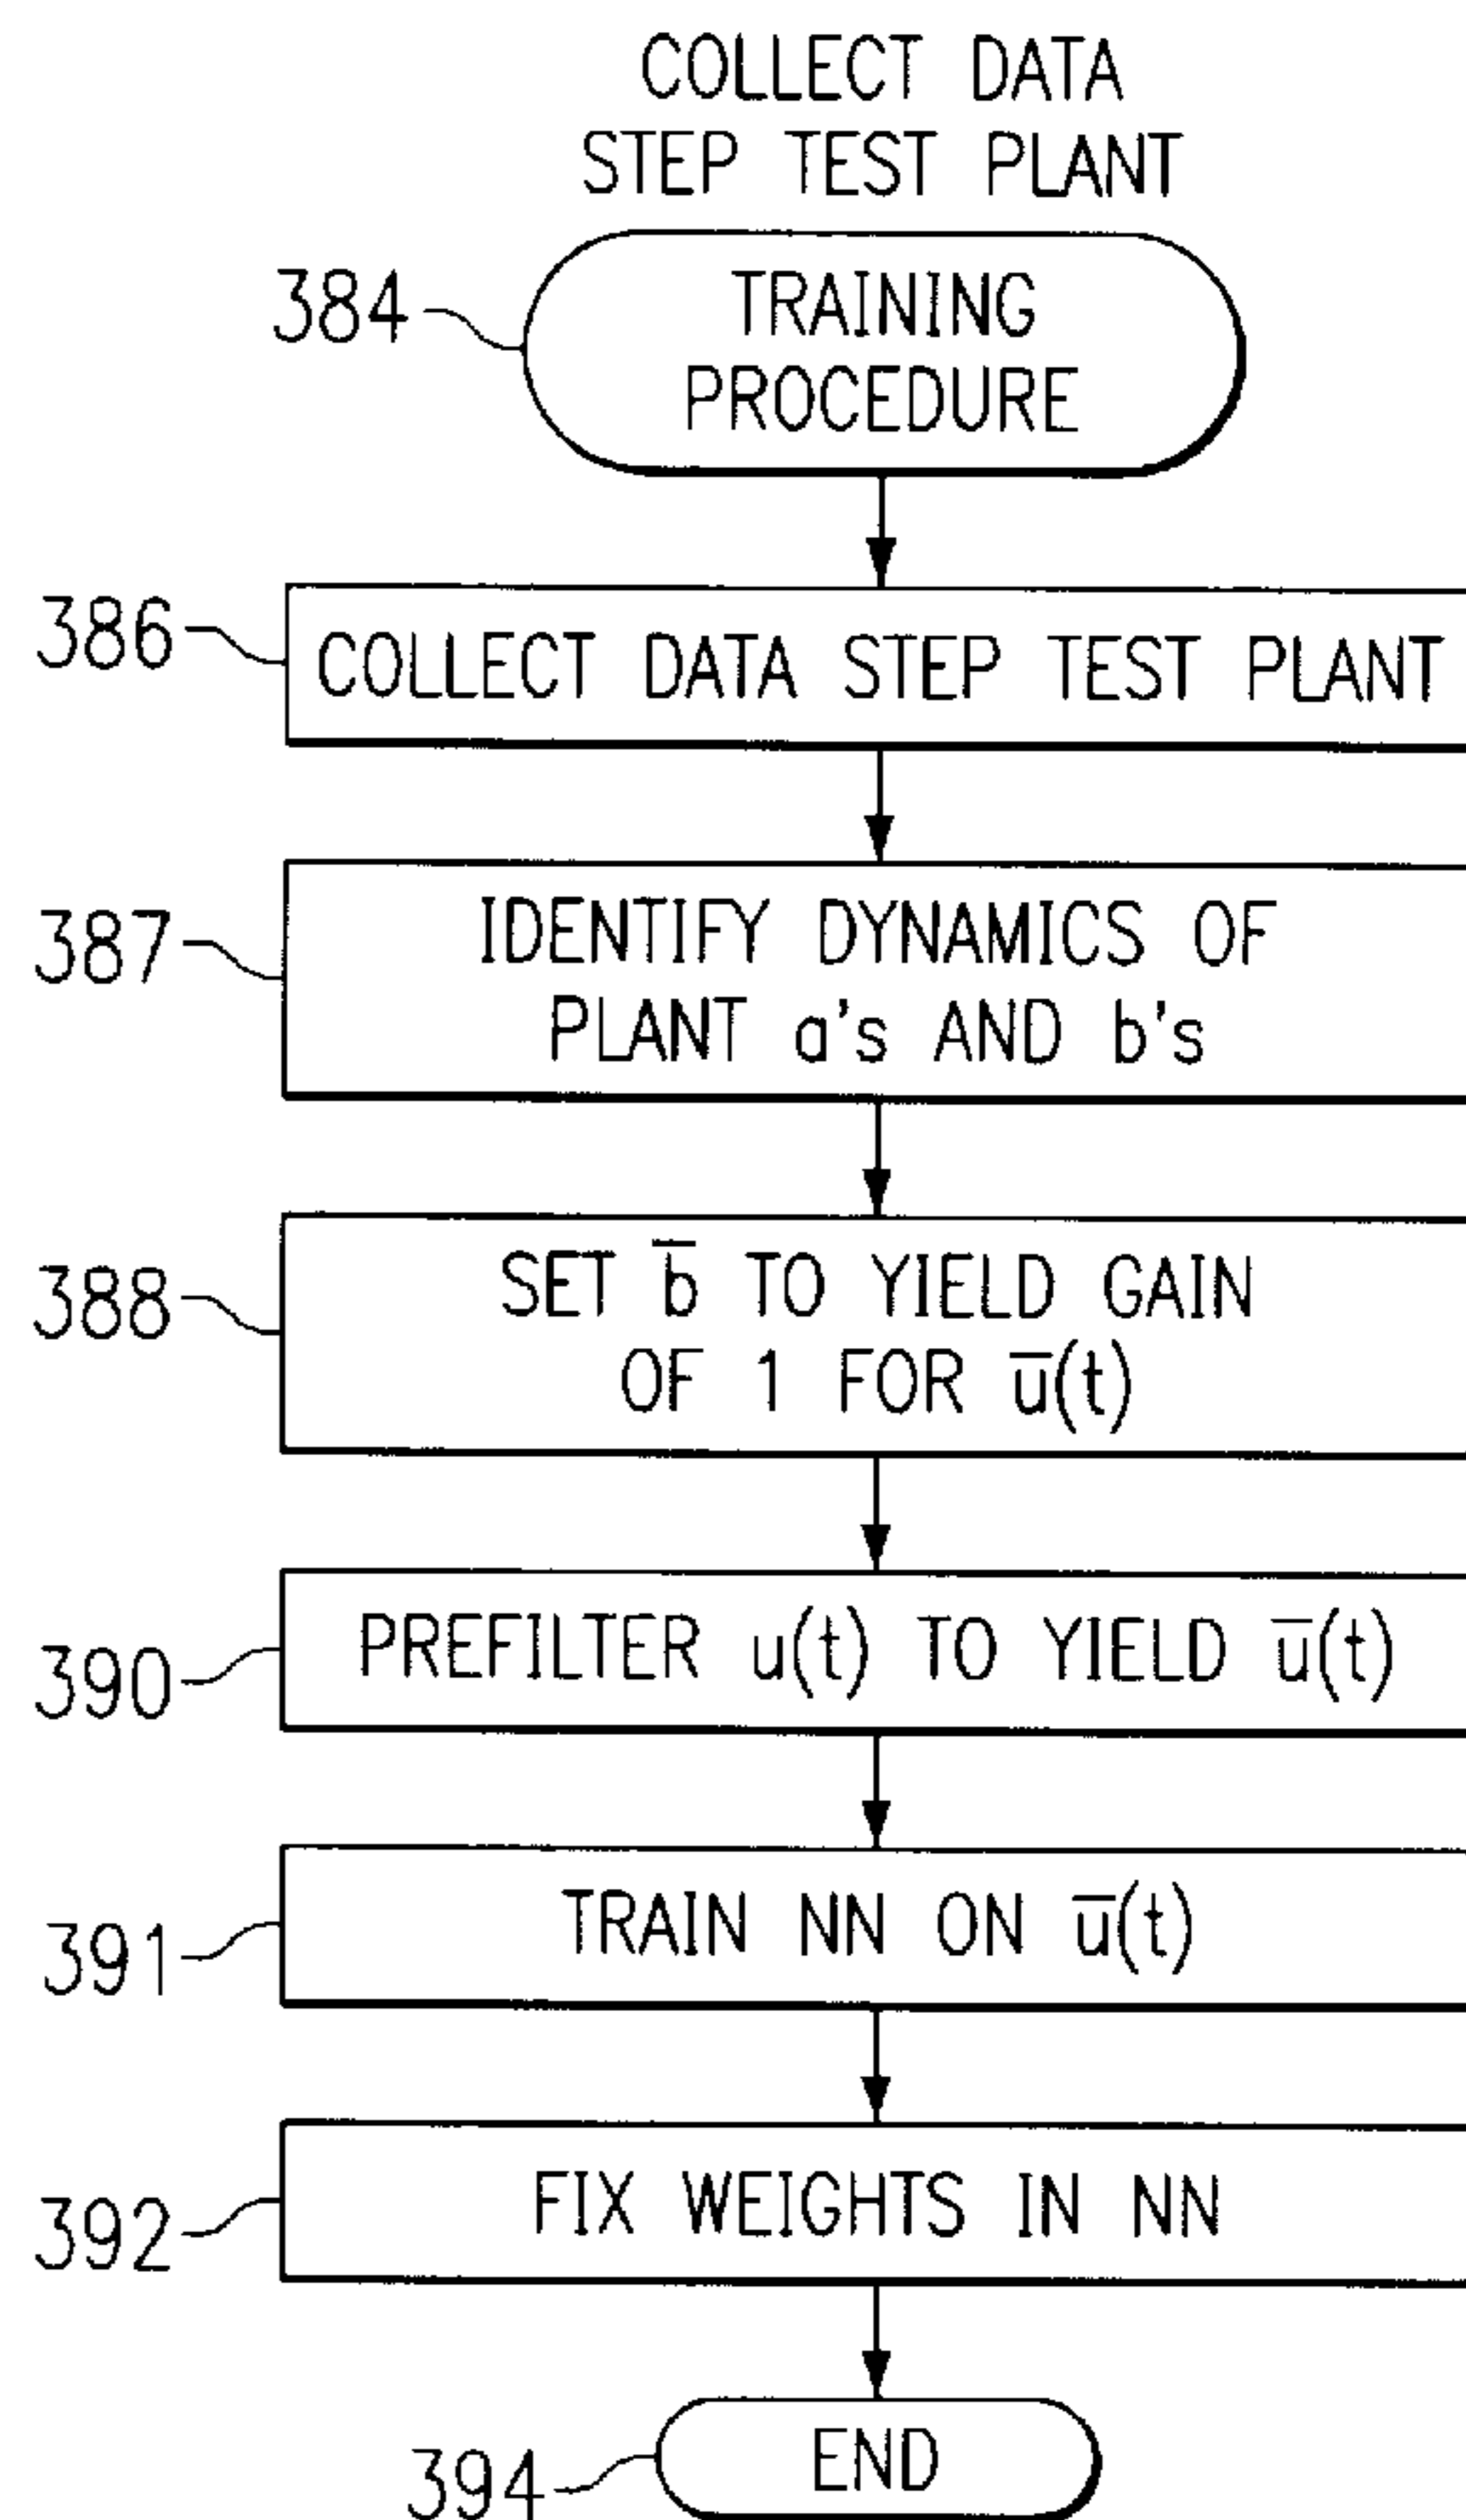 COLLECT DATA
STEP TEST PLANT
384
TRAINING
PROCEDURE
386
COLLECT DATA STEP TEST PLANT
387
IDENTIFY DYNAMICS OF
PLANT a's AND b's
388
SET b̅ TO YIELD GAIN
OF 1 FOR u̅(t)
390
PREFILTER u(t) TO YIELD u̅(t)
391
TRAIN NN ON u̅(t)
392
FIX WEIGHTS IN NN
394
END